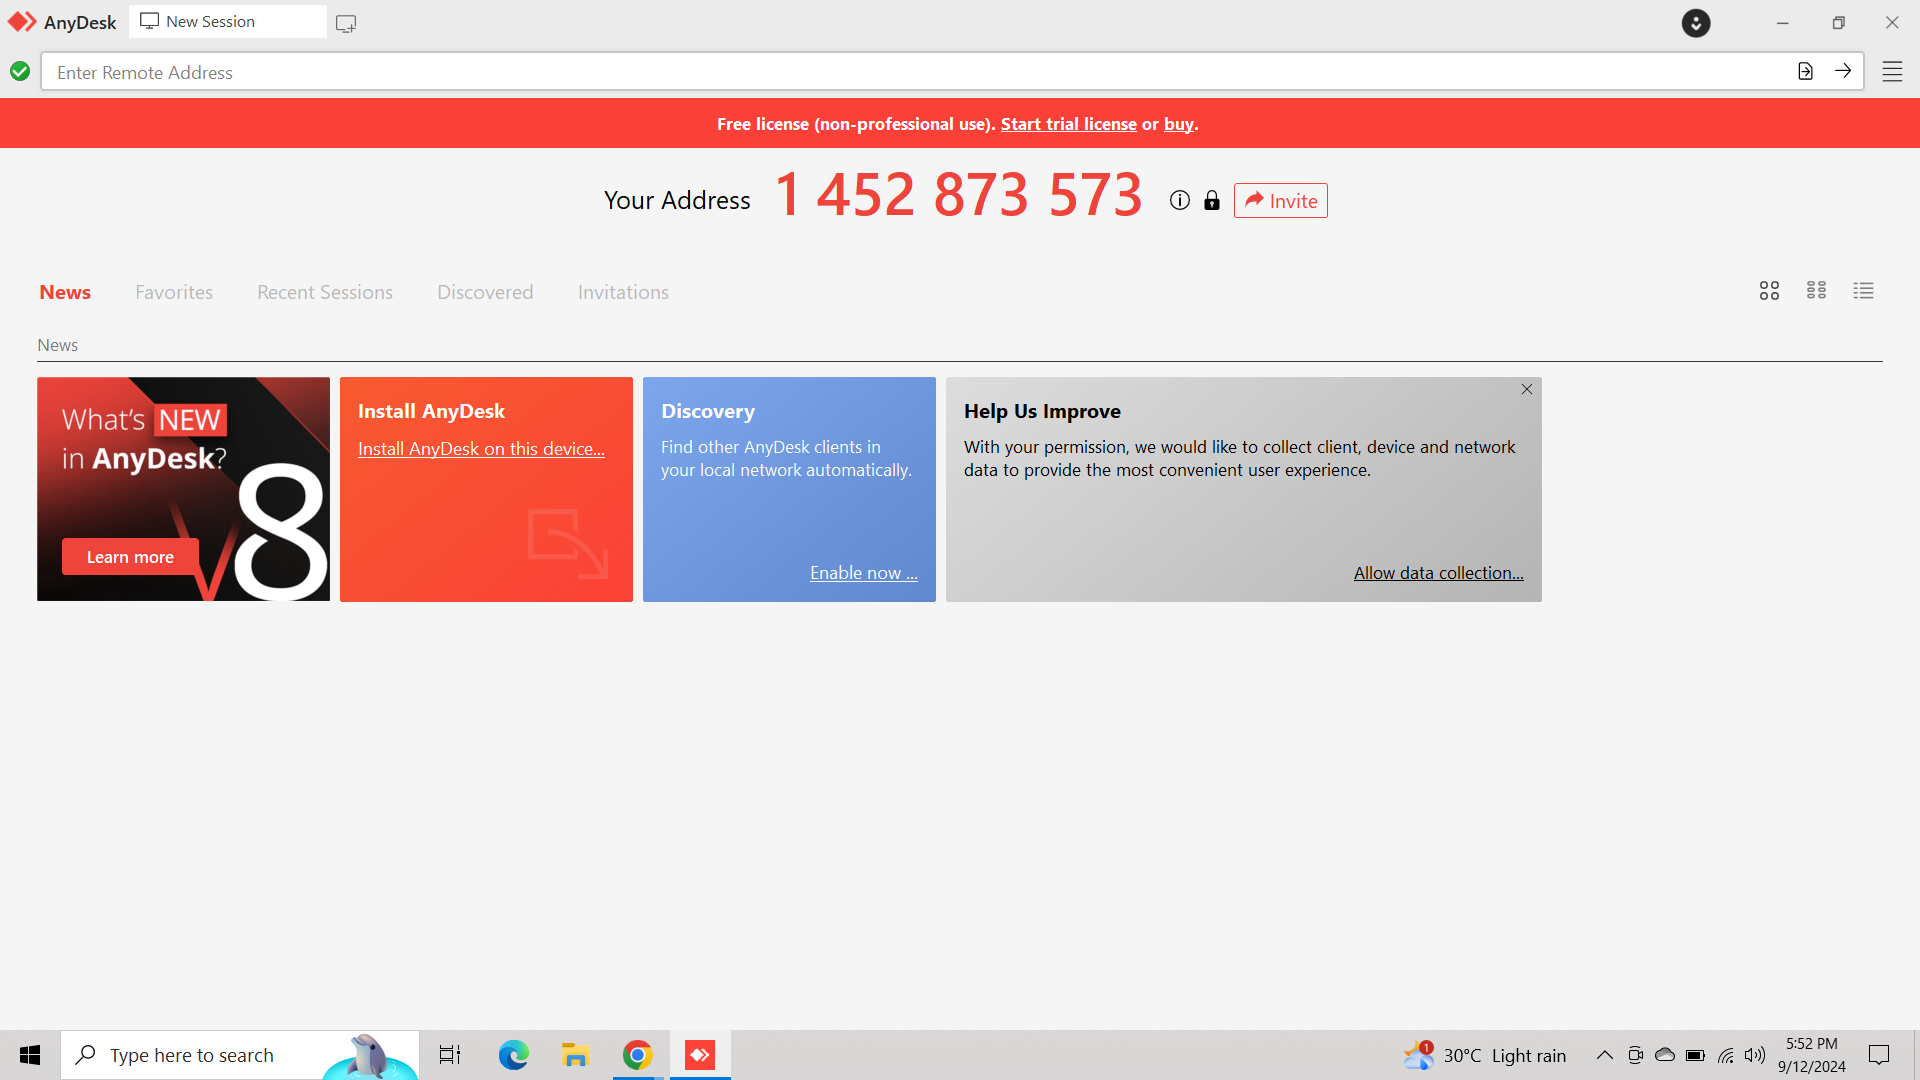 AnyDesk
New Session
Enter Remote Address
Free license (non-professional use). Start trial license or buy.
Your Address 1 452 873 573 Invite
News Favorites Recent Sessions Discovered Invitations
News
What's NEW
in AnyDesk?
V8
Learn more
Install AnyDesk
Install AnyDesk on this device...
Discovery
Find other AnyDesk clients in
your local network automatically.
Enable now ...
Help Us Improve
With your permission, we would like to collect client, device and network
data to provide the most convenient user experience.
Allow data collection...
Type here to search
1
30°C Light rain
5:52 PM
9/12/2024